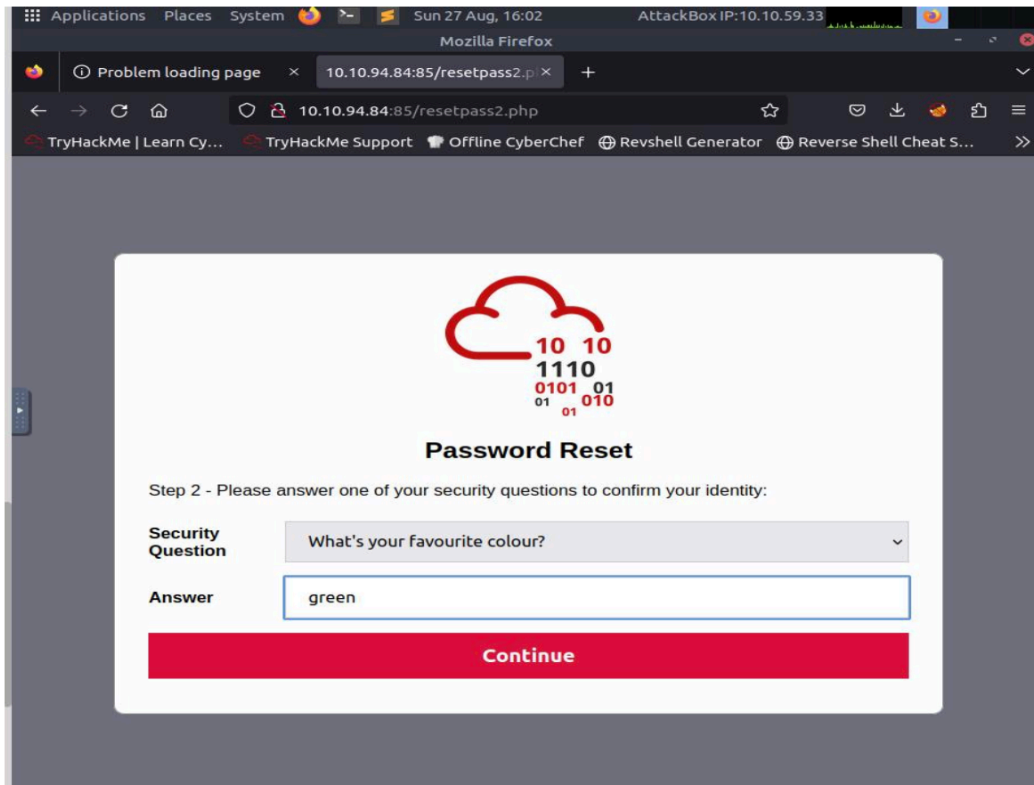 Applications Places System Sun 27 Aug, 16:02 AttackBox IP:10.10.59.33
Mozilla Firefox
Problem loading page × 10.10.94.84:85/resetpass2.p × +
10.10.94.84:85/resetpass2.php
TryHackMe | Learn Cy... TryHackMe Support Offline CyberChef Revshell Generator Reverse Shell Cheat S...
10 10
1110
0101 01
01 010
01
Password Reset
Step 2 - Please answer one of your security questions to confirm your identity:
Security
Question
What's your favourite colour?
Answer green
Continue